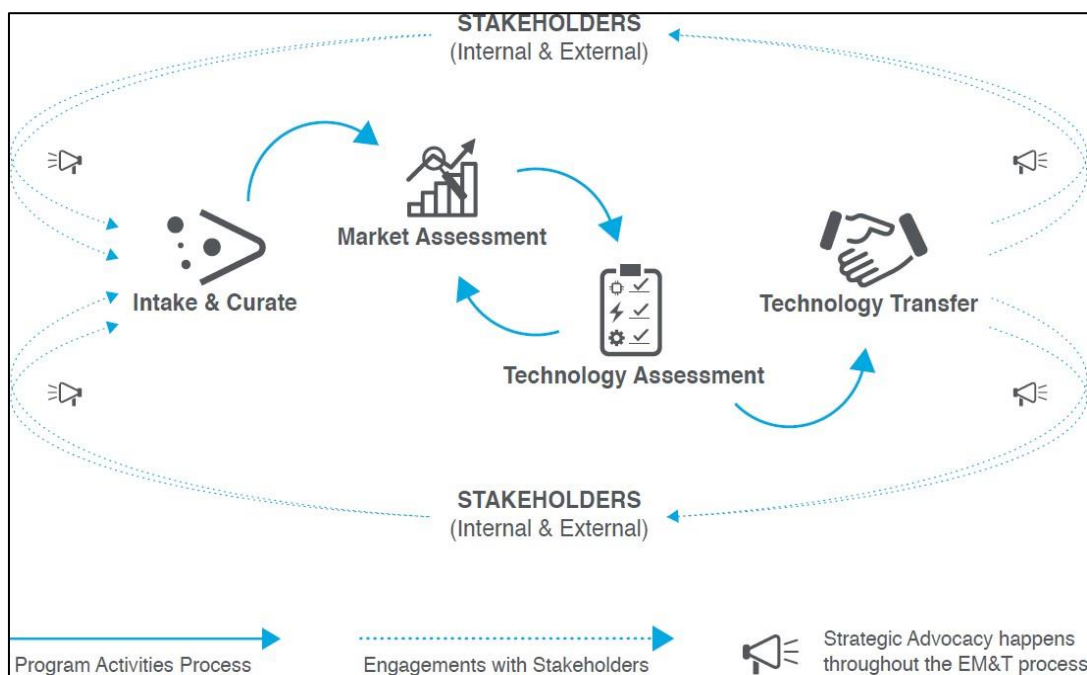 STAKEHOLDERS
(Internal & External)
Market Assessment
Intake & Curate
Technology Transfer
Technology Assessment
STAKEHOLDERS
(Internal & External)
Program Activities Process
Engagements with Stakeholders
Strategic Advocacy happens
throughout the EM&T process